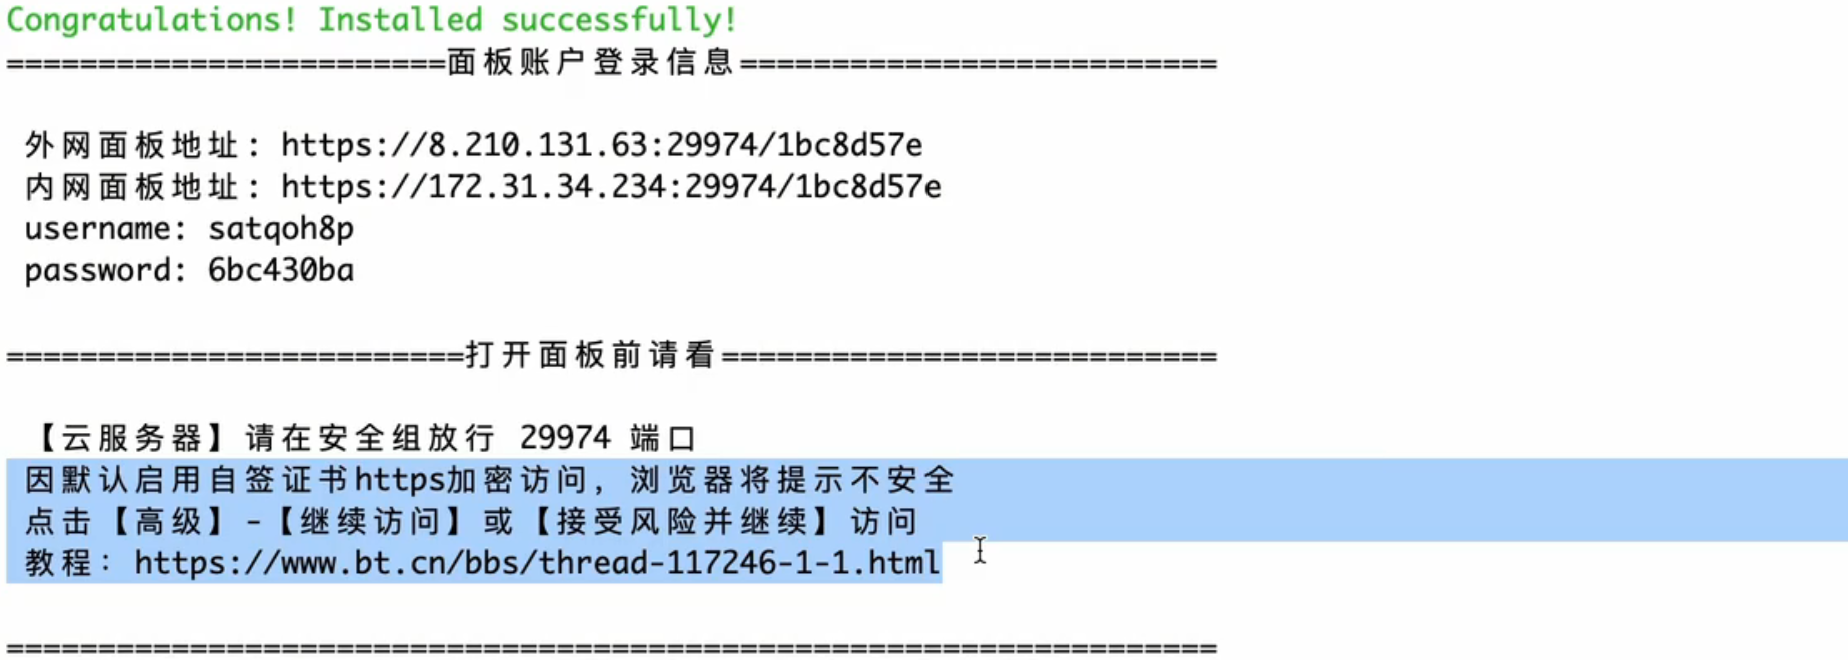 Congratulations! Installed successfully!
========================面板账户登录信息==========================
外网面板地址: https://8.210.131.63:29974/1bc8d57e
内网面板地址: https://172.31.34.234:29974/1bc8d57e
username: satqoh8p
password: 6bc430ba
=========================打开面板前请看===========================
【云服务器】请在安全组放行 29974 端口
因默认启用自签证书https加密访问，浏览器将提示不安全
点击【高级】-【继续访问】或【接受风险并继续】访问
教程：https://www.bt.cn/bbs/thread-117246-1-1.html
==================================================================